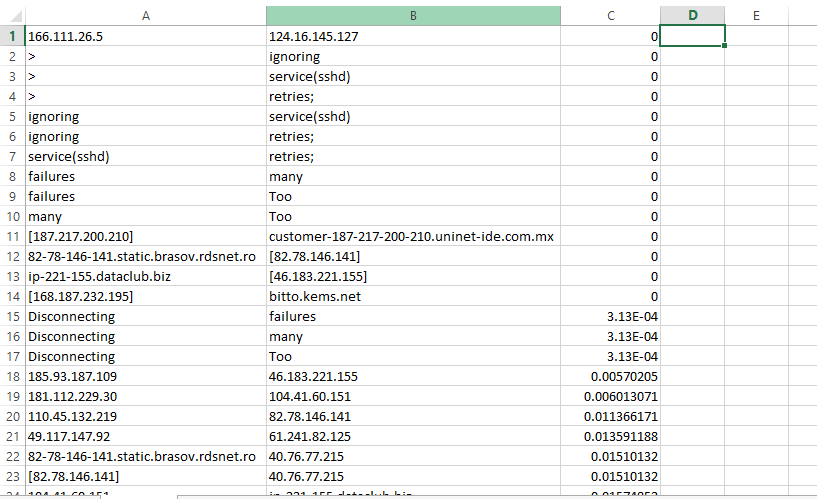 A B C D E
1 166.111.26.5 124.16.145.127 0
2 > ignoring 0
3 > service(sshd) 0
4 > retries; 0
5 ignoring service(sshd) 0
6 ignoring retries; 0
7 service(sshd) retries; 0
8 failures many 0
9 failures Too 0
10 many Too 0
11 [187.217.200.210] customer-187-217-200-210.uninet-ide.com.mx 0
12 82-78-146-141.static.brasov.rdsnet.ro [82.78.146.141] 0
13 ip-221-155.dataclub.biz [46.183.221.155] 0
14 [168.187.232.195] bitto.kems.net 0
15 Disconnecting failures 3.13E-04
16 Disconnecting many 3.13E-04
17 Disconnecting Too 3.13E-04
18 185.93.187.109 46.183.221.155 0.00570205
19 181.112.229.30 104.41.60.151 0.006013071
20 110.45.132.219 82.78.146.141 0.011366171
21 49.117.147.92 61.241.82.125 0.013591188
22 82-78-146-141.static.brasov.rdsnet.ro 40.76.77.215 0.01510132
23 [82.78.146.141] 40.76.77.215 0.01510132